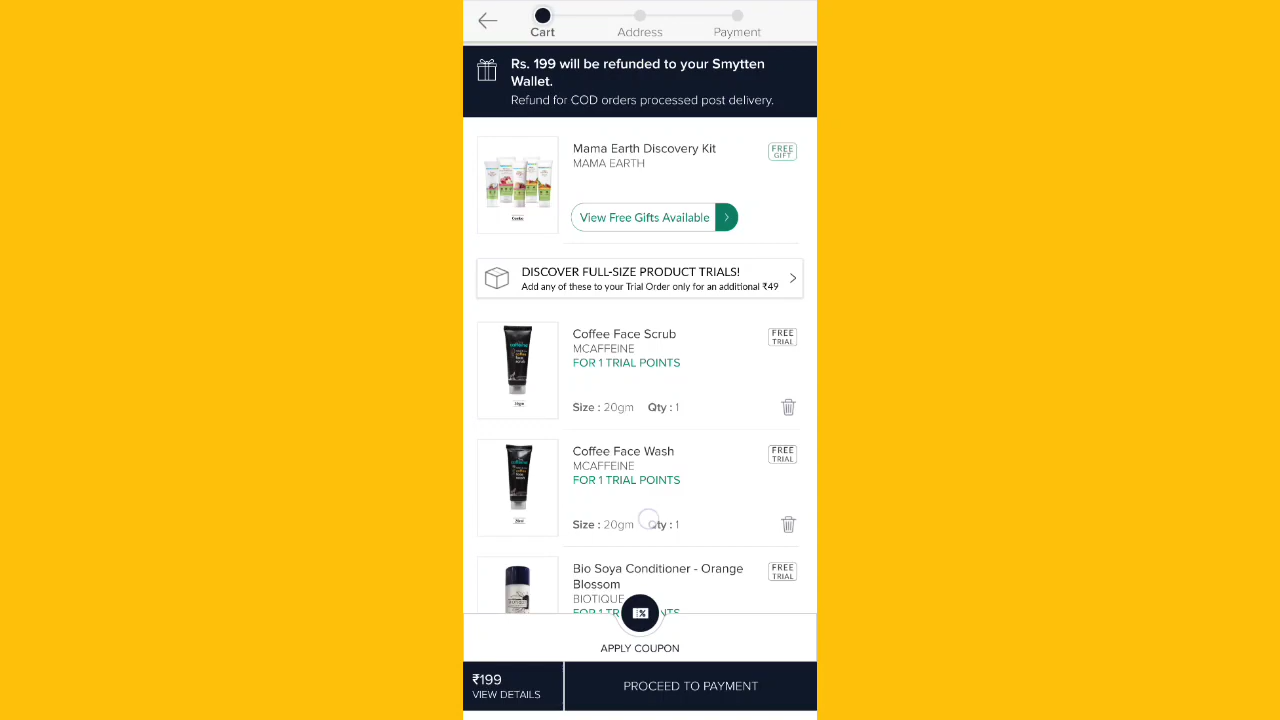 Cart
Address
Payment
Rs. 199 will be refunded to your Smytten
Wallet.
Refund for COD orders processed post delivery.
Mama Earth Discovery Kit
MAMA EARTH
FREE
GIFT
View Free Gifts Available
DISCOVER FULL-SIZE PRODUCT TRIALS!
Add any of these to your Trial Order only for an additional ₹49
Coffee Face Scrub
MCAFFEINE
FOR 1 TRIAL POINTS
FREE
TRIAL
Size : 20gm Qty : 1
Coffee Face Wash
MCAFFEINE
FOR 1 TRIAL POINTS
FREE
TRIAL
Size : 20gm Qty : 1
Bio Soya Conditioner - Orange
Blossom
BIOTIQUE
FREE
TRIAL
APPLY COUPON
₹199
VIEW DETAILS
PROCEED TO PAYMENT